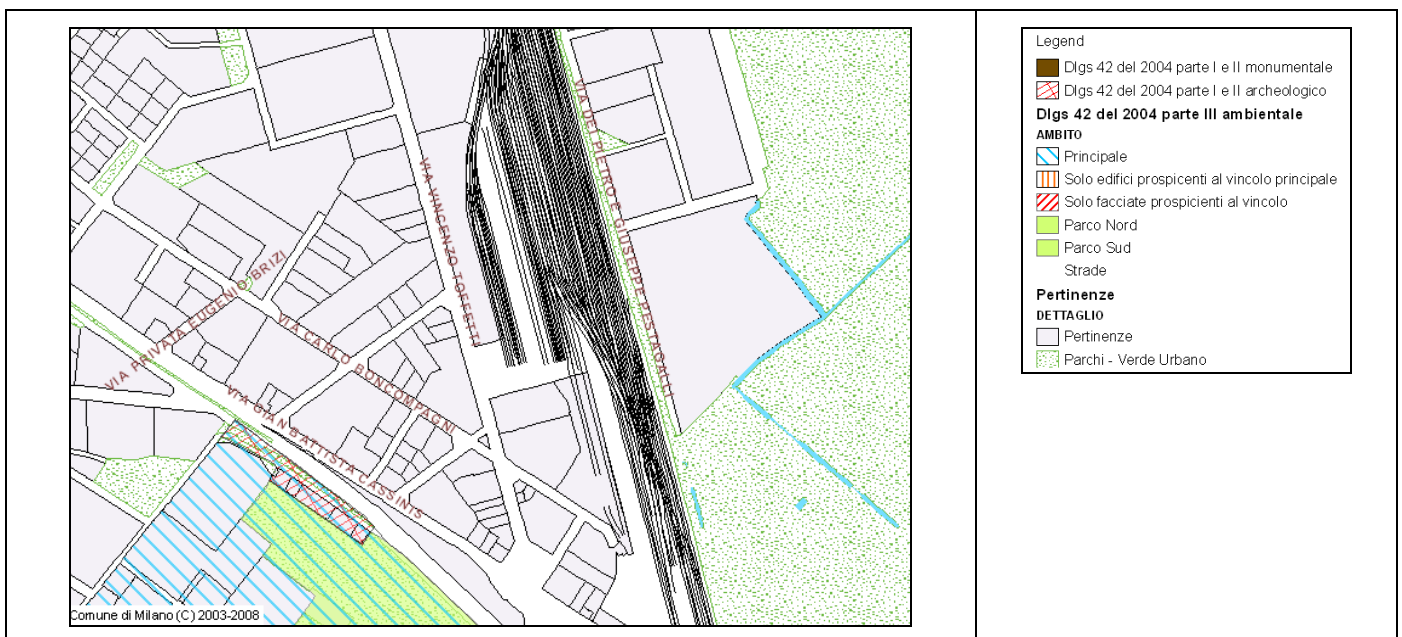 VIA DEI PIETRO E GIUSEPPE PESTAGALLI
VIA VINCENZO TOFFETTI
VIA PRIVATA EUGENIO BRIZI
VIA CARLO BONCOMPAGNI
VIA GIAN BATTISTA CASSINIS
Comune di Milano (C) 2003-2008
Legend
Dlgs 42 del 2004 parte I e II monumentale
Dlgs 42 del 2004 parte I e II archeologico
Dlgs 42 del 2004 parte III ambientale
AMBITO
Principale
Solo edifici prospicenti al vincolo principale
Solo facciate prospicienti al vincolo
Parco Nord
Parco Sud
Strade
Pertinenze
DETTAGLIO
Pertinenze
Parchi - Verde Urbano